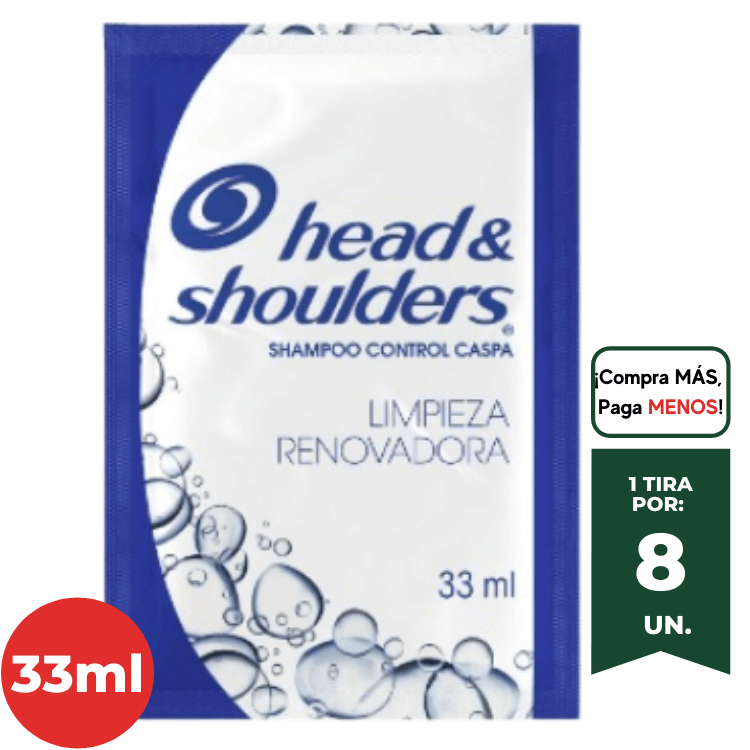 head &
shoulders®
SHAMPOO CONTROL CASPA
LIMPIEZA
RENOVADORA
33 ml
33ml
¡Compra MÁS,
Paga MENOS!
1 TIRA
POR:
8
UN.